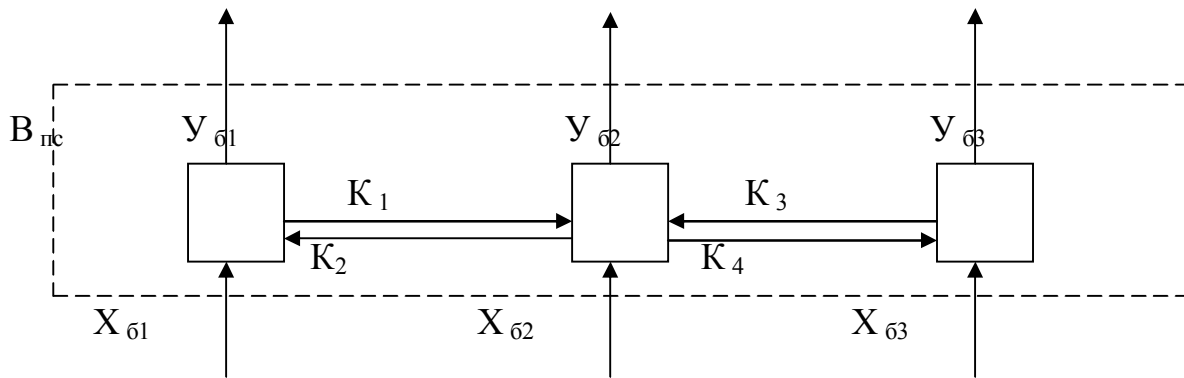 В пс У б1 У б2 У б3
К 1 К 3
К2 К 4
Х б1 Х б2 Х б3